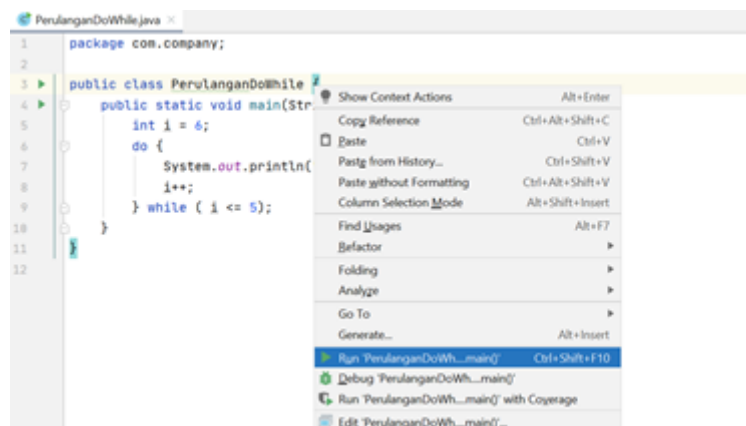 PerulanganDoWhile.java ×
1 package com.company;
2
3 public class PerulanganDoWhile {
4 public static void main(Str
5 int i = 6;
6 do {
7 System.out.println(
8 i++;
9 } while ( i <= 5);
10 }
11 }
12
Show Context Actions Alt+Enter
Copy Reference Ctrl+Alt+Shift+C
Paste Ctrl+V
Paste from History... Ctrl+Shift+V
Paste without Formatting Ctrl+Alt+Shift+V
Column Selection Mode Alt+Shift+Insert
Find Usages Alt+F7
Refactor
Folding
Analyze
Go To
Generate... Alt+Insert
Run 'PerulanganDoWh....main()' Ctrl+Shift+F10
Debug 'PerulanganDoWh....main()'
Run 'PerulanganDoWh....main()' with Coverage
Edit 'PerulanganDoWh....main()'...